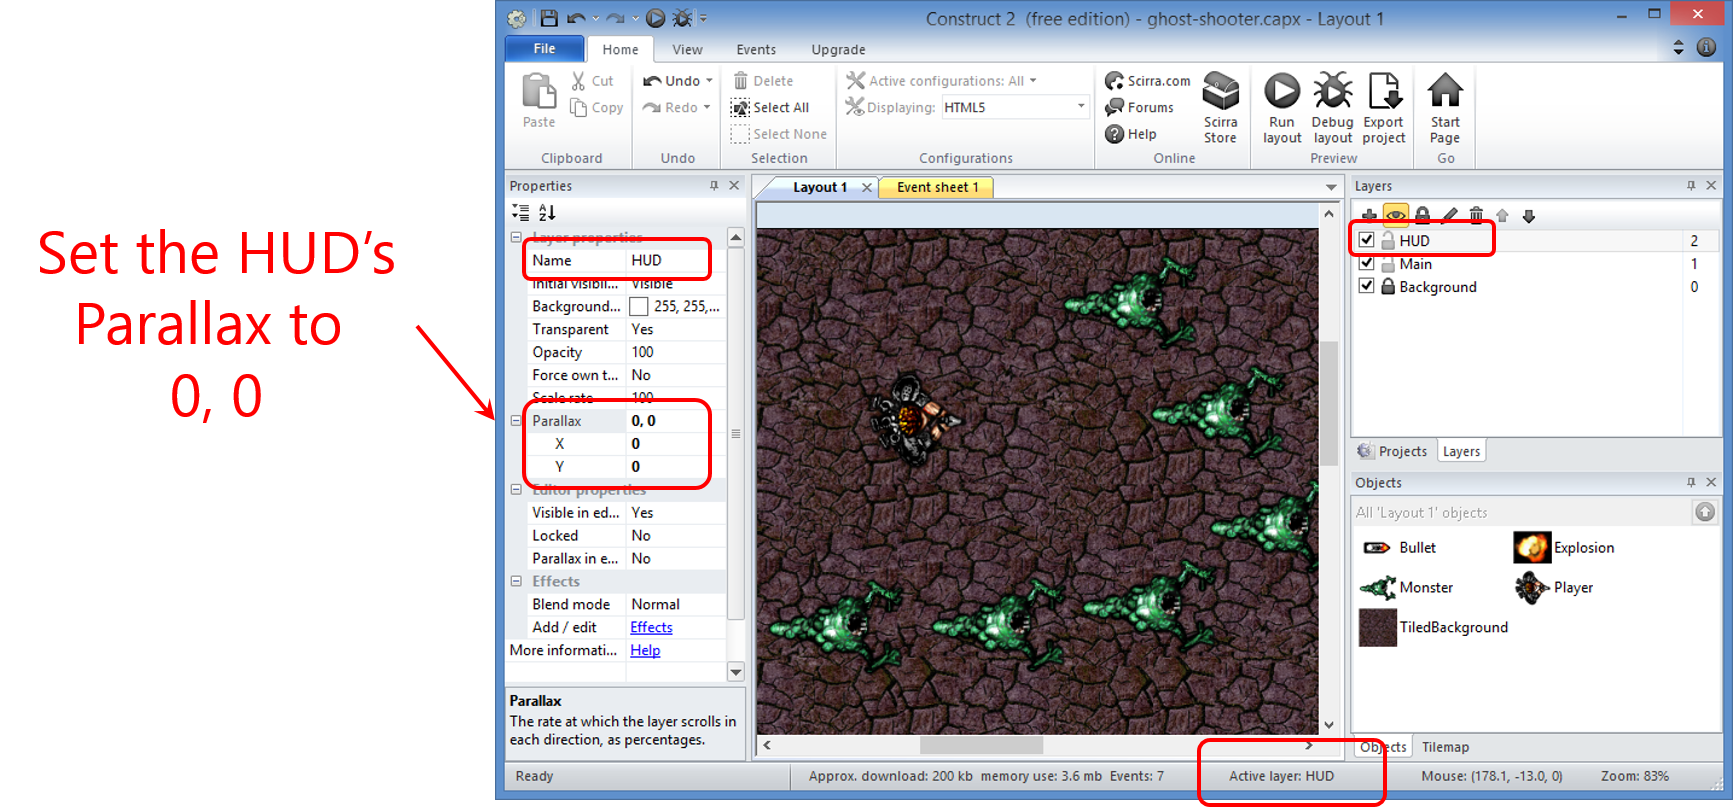 Set the HUD’s
Parallax to
0, 0
Construct 2  (free edition) - ghost-shooter.capx - Layout 1
File Home View Events Upgrade
Paste
Cut
Copy
Clipboard
Undo
Redo
Undo
Delete
Select All
Select None
Selection
Active configurations: All
Displaying: HTML5
Configurations
Scirra.com
Forums
Help
Scirra
Store
Online
Run
layout
Debug
layout
Export
project
Preview
Start
Page
Go
Properties
Layer properties
Name HUD
Initial visibili... Visible
Background... 255, 255,...
Transparent Yes
Opacity 100
Force own t... No
Scale rate 100
Parallax 0, 0
X 0
Y 0
Editor properties
Visible in ed... Yes
Locked No
Parallax in e... No
Effects
Blend mode Normal
Add / edit Effects
More informati... Help
Parallax
The rate at which the layer scrolls in
each direction, as percentages.
Layout 1 Event sheet 1
Layers
HUD 2
Main 1
Background 0
Projects Layers
Objects
All 'Layout 1' objects
Bullet Explosion
Monster Player
TiledBackground
Objects Tilemap
Ready Approx. download: 200 kb memory use: 3.6 mb Events: 7 Active layer: HUD Mouse: (178.1, -13.0, 0) Zoom: 83%